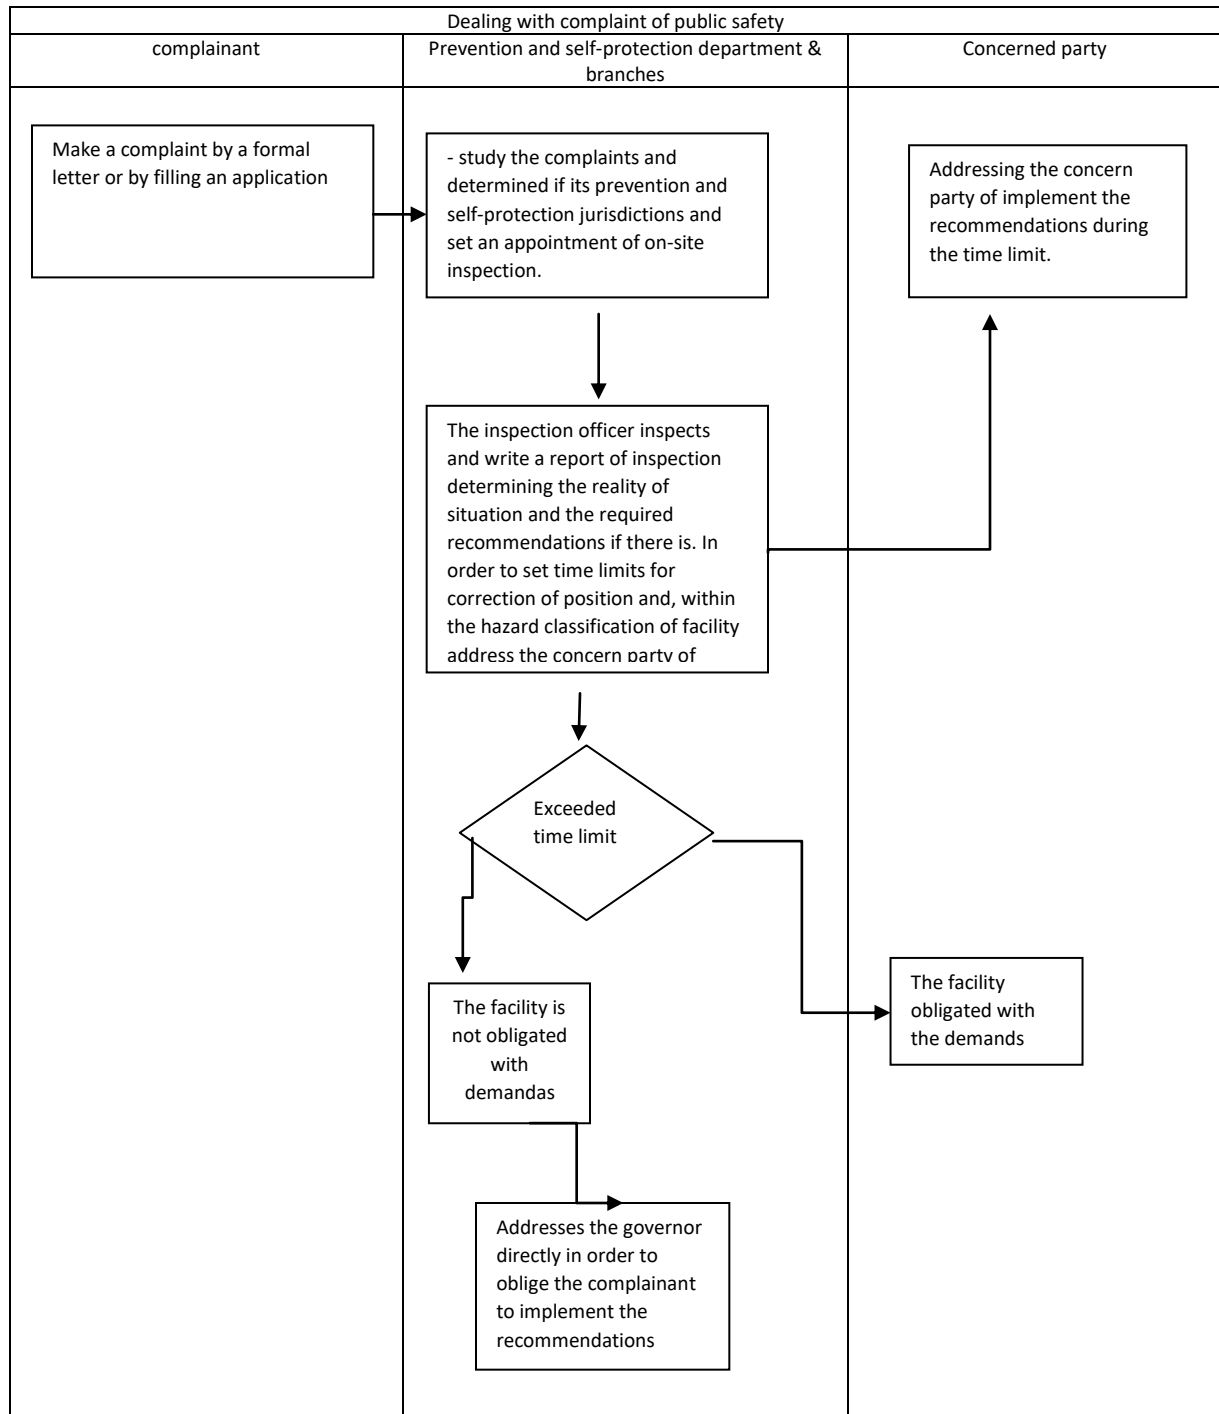 Dealing with complaint of public safety
complainant
Prevention and self-protection department &
branches
Concerned party
Make a complaint by a formal
letter or by filling an application
- study the complaints and
determined if its prevention and
self-protection jurisdictions and
set an appointment of on-site
inspection.
Addressing the concern
party of implement the
recommendations during
the time limit.
The inspection officer inspects
and write a report of inspection
determining the reality of
situation and the required
recommendations if there is. In
order to set time limits for
correction of position and, within
the hazard classification of facility
address the concern party of
Exceeded
time limit
The facility is
not obligated
with
demandas
The facility
obligated with
the demands
Addresses the governor
directly in order to
oblige the complainant
to implement the
recommendations